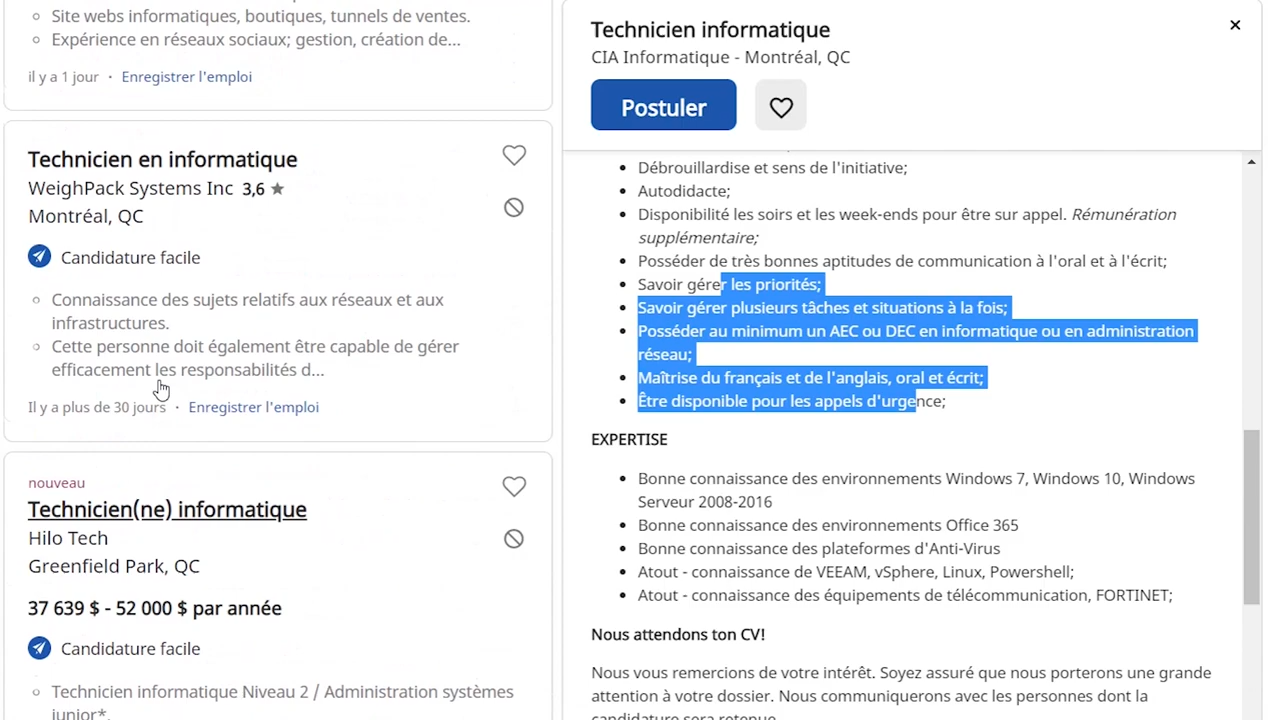 Site webs informatiques, boutiques, tunnels de ventes.
Expérience en réseaux sociaux; gestion, création de...
il y a 1 jour · Enregistrer l'emploi
Technicien en informatique
WeighPack Systems Inc 3,6 ★
Montréal, QC
Candidature facile
Connaissance des sujets relatifs aux réseaux et aux
infrastructures.
Cette personne doit également être capable de gérer
efficacement les responsabilités d...
Il y a plus de 30 jours · Enregistrer l'emploi
nouveau
Technicien(ne) informatique
Hilo Tech
Greenfield Park, QC
37 639 $ - 52 000 $ par année
Candidature facile
Technicien informatique Niveau 2 / Administration systèmes
junior*.
Technicien informatique
CIA Informatique - Montréal, QC
Postuler
Débrouillardise et sens de l'initiative;
Autodidacte;
Disponibilité les soirs et les week-ends pour être sur appel. Rémunération
supplémentaire;
Posséder de très bonnes aptitudes de communication à l'oral et à l'écrit;
Savoir gérer les priorités;
Savoir gérer plusieurs tâches et situations à la fois;
Posséder au minimum un AEC ou DEC en informatique ou en administration
réseau;
Maîtrise du français et de l'anglais, oral et écrit;
Être disponible pour les appels d'urgence;
EXPERTISE
Bonne connaissance des environnements Windows 7, Windows 10, Windows
Serveur 2008-2016
Bonne connaissance des environnements Office 365
Bonne connaissance des plateformes d'Anti-Virus
Atout - connaissance de VEEAM, vSphere, Linux, Powershell;
Atout - connaissance des équipements de télécommunication, FORTINET;
Nous attendons ton CV!
Nous vous remercions de votre intérêt. Soyez assuré que nous porterons une grande
attention à votre dossier. Nous communiquerons avec les personnes dont la
candidature sera retenue.